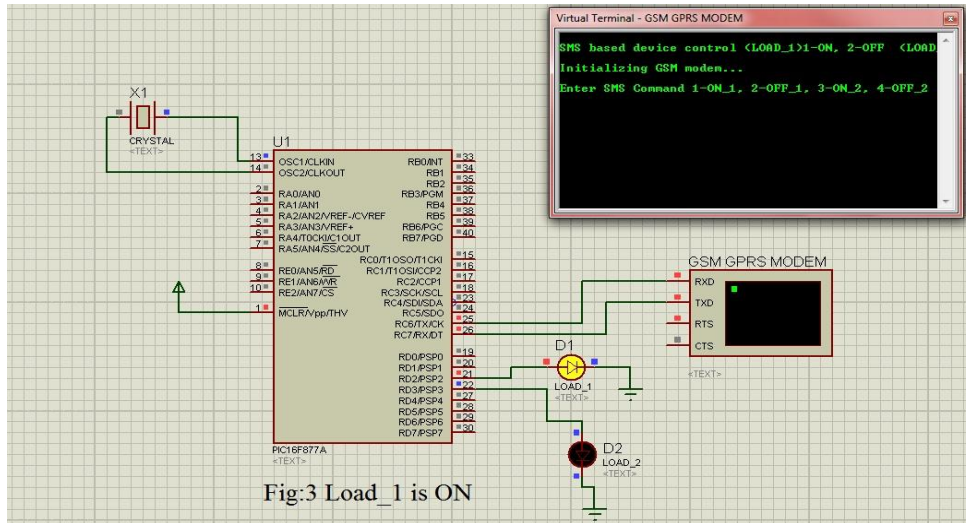 Virtual Terminal - GSM GPRS MODEM
SMS based device control <LOAD_1>1-ON, 2-OFF <LOAD
Initializing GSM modem...
Enter SMS Command 1-ON_1, 2-OFF_1, 3-ON_2, 4-OFF_2
X1
CRYSTAL
<TEXT>
U1
13 OSC1/CLKIN
14 OSC2/CLKOUT
2 RA0/AN0
3 RA1/AN1
4 RA2/AN2/VREF-/CVREF
5 RA3/AN3/VREF+
6 RA4/T0CKI/C1OUT
7 RA5/AN4/SS/C2OUT
8 RE0/AN5/RD
9 RE1/AN6/WR
10 RE2/AN7/CS
1 MCLR/Vpp/THV
RB0/INT 33
RB1 34
RB2 35
RB3/PGM 36
RB4 37
RB5 38
RB6/PGC 39
RB7/PGD 40
RC0/T1OSO/T1CKI 15
RC1/T1OSI/CCP2 16
RC2/CCP1 17
RC3/SCK/SCL 18
RC4/SDI/SDA 23
RC5/SDO 24
RC6/TX/CK 25
RC7/RX/DT 26
RD0/PSP0 19
RD1/PSP1 20
RD2/PSP2 21
RD3/PSP3 22
RD4/PSP4 27
RD5/PSP5 28
RD6/PSP6 29
RD7/PSP7 30
PIC16F877A
<TEXT>
GSM GPRS MODEM
RXD
TXD
RTS
CTS
<TEXT>
D1
LOAD_1
<TEXT>
D2
LOAD_2
<TEXT>
Fig:3 Load_1 is ON